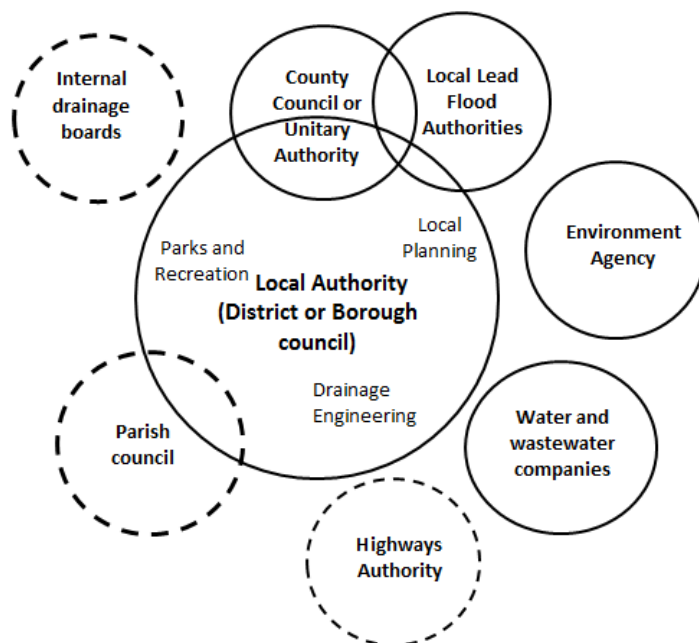 Internal
drainage
boards
County
Council or
Unitary
Authority
Local Lead
Flood
Authorities
Environment
Agency
Local
Planning
Parks and
Recreation
Local Authority
(District or Borough
council)
Drainage
Engineering
Parish
council
Water and
wastewater
companies
Highways
Authority